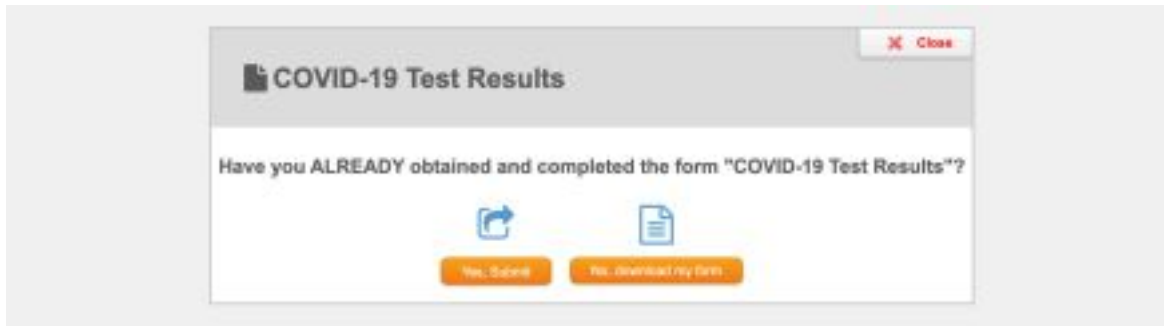 Close
COVID-19 Test Results
Have you ALREADY obtained and completed the form "COVID-19 Test Results"?
Yes, Submit
No, download my form